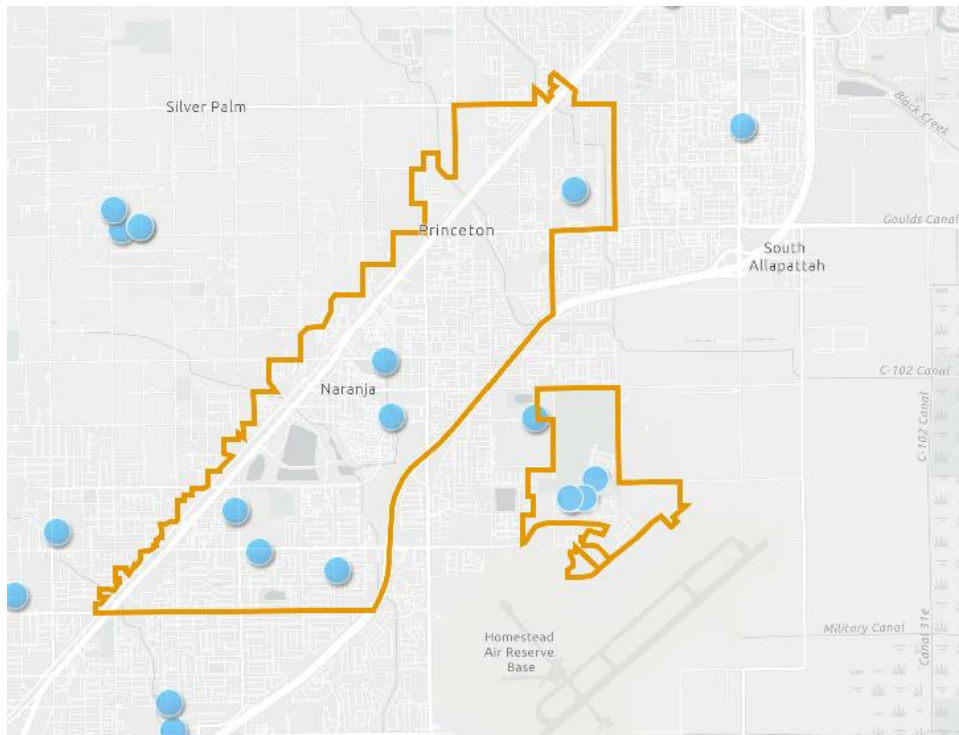 Silver Palm
Black Creek
Goulds Canal
Princeton
South
Allapattah
C-102 Canal
Naranja
C-102 Canal
Homestead
Air Reserve
Base
Military Canal
Canal 31e